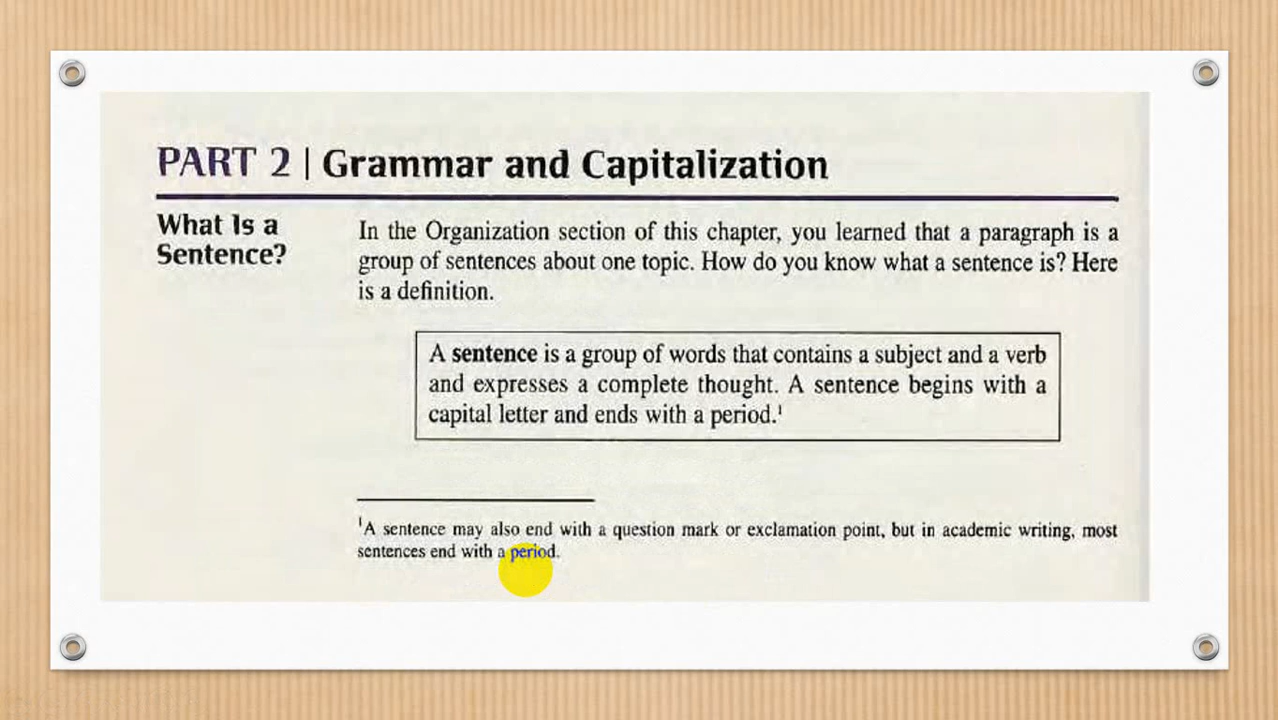 PART 2 | Grammar and Capitalization
What Is a
Sentence?
In the Organization section of this chapter, you learned that a paragraph is a
group of sentences about one topic. How do you know what a sentence is? Here
is a definition.
A sentence is a group of words that contains a subject and a verb
and expresses a complete thought. A sentence begins with a
capital letter and ends with a period.¹
¹A sentence may also end with a question mark or exclamation point, but in academic writing, most
sentences end with a period.